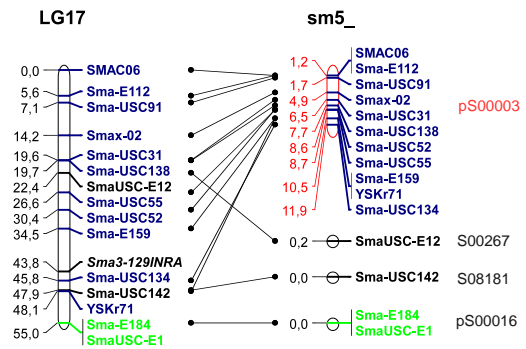 LG17
sm5_
0,0 SMAC06
5,6 Sma-E112
7,1 Sma-USC91
14,2 Smax-02
19,6 Sma-USC31
19,7 Sma-USC138
22,4 SmaUSC-E12
26,6 Sma-USC55
30,4 Sma-USC52
34,5 Sma-E159
43,8 Sma3-129INRA
45,8 Sma-USC134
47,9 Sma-USC142
48,1 YSKr71
55,0 Sma-E184
SmaUSC-E1
1,2 SMAC06
Sma-E112
1,7 Sma-USC91
4,9 Smax-02
6,5 Sma-USC31
7,7 Sma-USC138
8,6 Sma-USC52
8,7 Sma-USC55
10,5 Sma-E159
YSKr71
11,9 Sma-USC134
pS00003
0,2 SmaUSC-E12 S00267
0,0 Sma-USC142 S08181
0,0 Sma-E184
SmaUSC-E1
pS00016